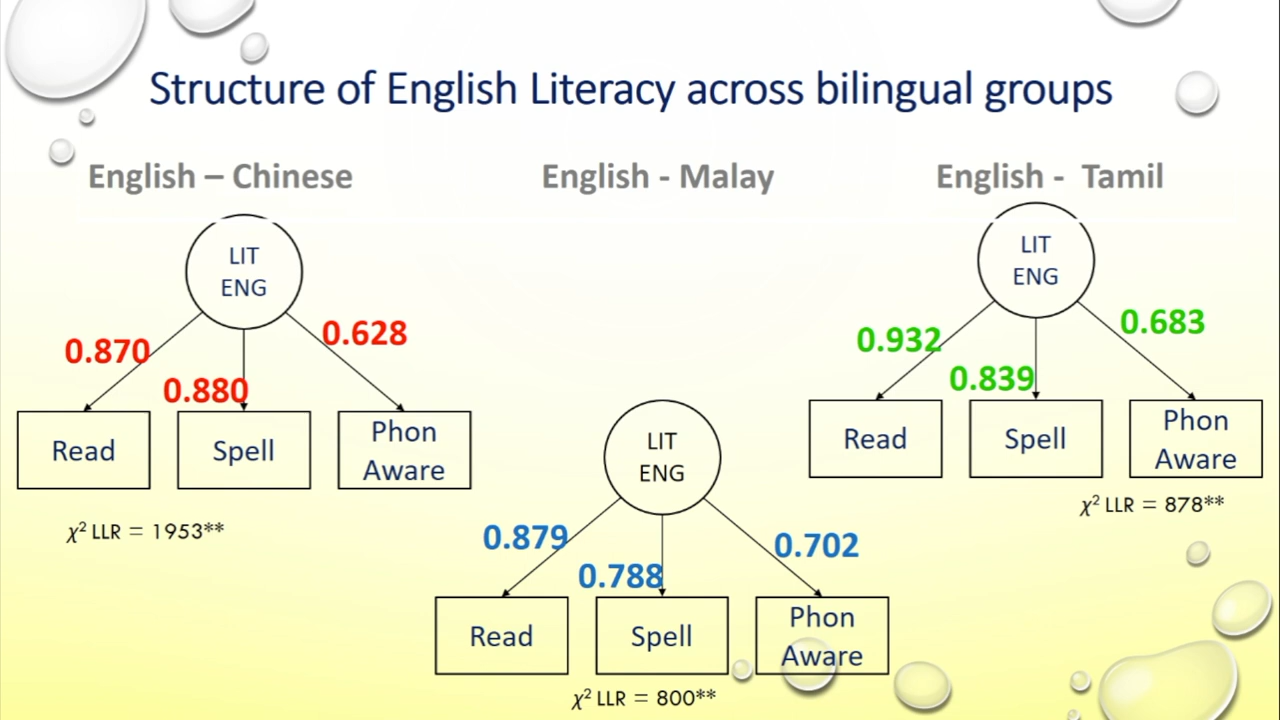 Structure of English Literacy across bilingual groups
English – Chinese
LIT
ENG
0.870
0.880
0.628
Read
Spell
Phon
Aware
χ² LLR = 1953**
English - Malay
LIT
ENG
0.879
0.788
0.702
Read
Spell
Phon
Aware
χ² LLR = 800**
English - Tamil
LIT
ENG
0.932
0.839
0.683
Read
Spell
Phon
Aware
χ² LLR = 878**